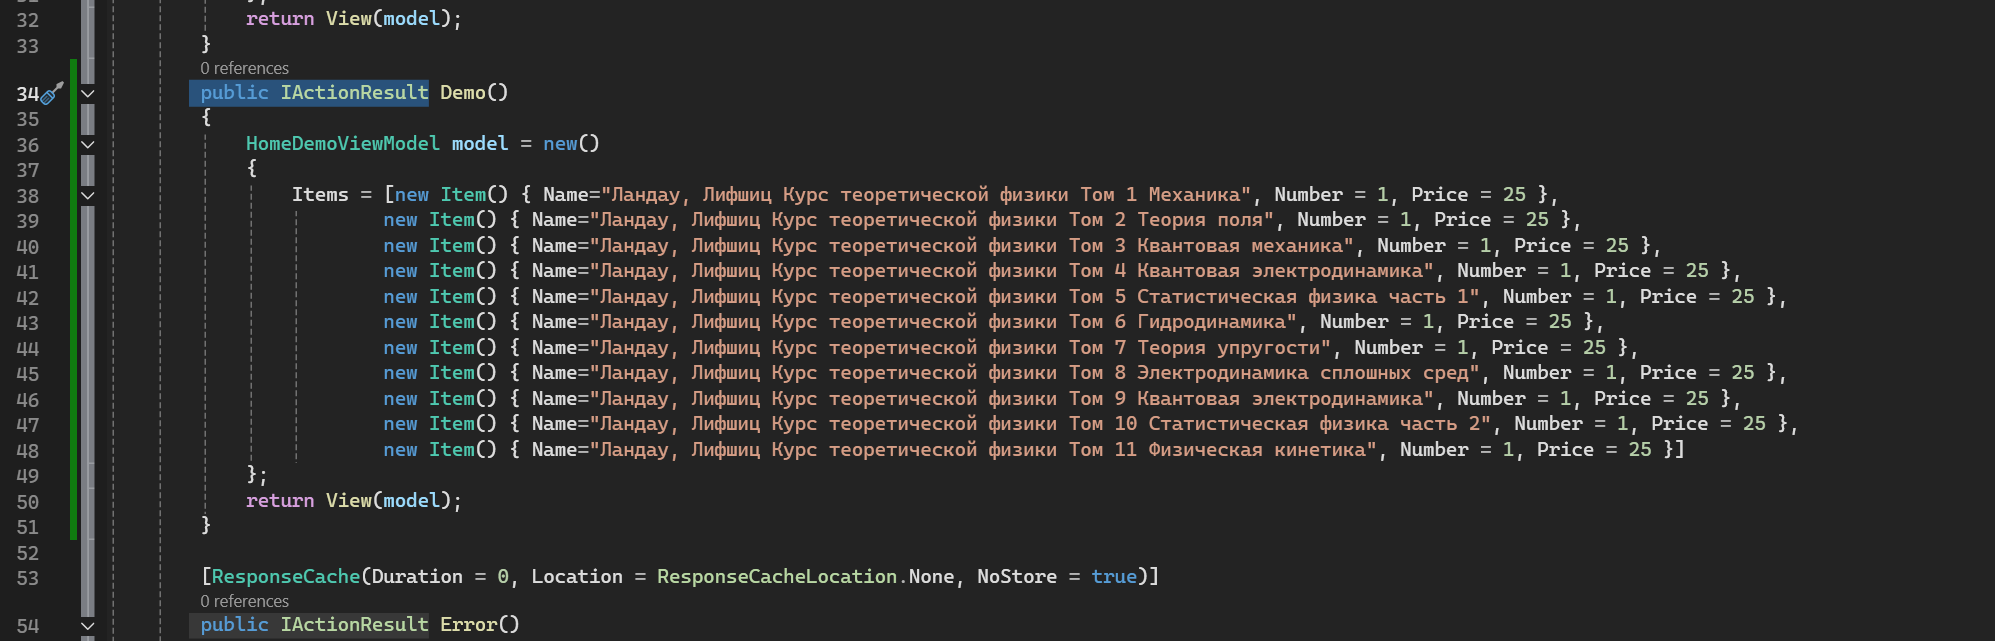 32 return View(model);
33 }
0 references
34 public IActionResult Demo()
35 {
36 HomeDemoViewModel model = new()
37 {
38 Items = [new Item() { Name="Ландау, Лифшиц Курс теоретической физики Том 1 Механика", Number = 1, Price = 25 },
39 new Item() { Name="Ландау, Лифшиц Курс теоретической физики Том 2 Теория поля", Number = 1, Price = 25 },
40 new Item() { Name="Ландау, Лифшиц Курс теоретической физики Том 3 Квантовая механика", Number = 1, Price = 25 },
41 new Item() { Name="Ландау, Лифшиц Курс теоретической физики Том 4 Квантовая электродинамика", Number = 1, Price = 25 },
42 new Item() { Name="Ландау, Лифшиц Курс теоретической физики Том 5 Статистическая физика часть 1", Number = 1, Price = 25 },
43 new Item() { Name="Ландау, Лифшиц Курс теоретической физики Том 6 Гидродинамика", Number = 1, Price = 25 },
44 new Item() { Name="Ландау, Лифшиц Курс теоретической физики Том 7 Теория упругости", Number = 1, Price = 25 },
45 new Item() { Name="Ландау, Лифшиц Курс теоретической физики Том 8 Электродинамика сплошных сред", Number = 1, Price = 25 },
46 new Item() { Name="Ландау, Лифшиц Курс теоретической физики Том 9 Квантовая электродинамика", Number = 1, Price = 25 },
47 new Item() { Name="Ландау, Лифшиц Курс теоретической физики Том 10 Статистическая физика часть 2", Number = 1, Price = 25 },
48 new Item() { Name="Ландау, Лифшиц Курс теоретической физики Том 11 Физическая кинетика", Number = 1, Price = 25 }]
49 };
50 return View(model);
51 }
52
53 [ResponseCache(Duration = 0, Location = ResponseCacheLocation.None, NoStore = true)]
0 references
54 public IActionResult Error()